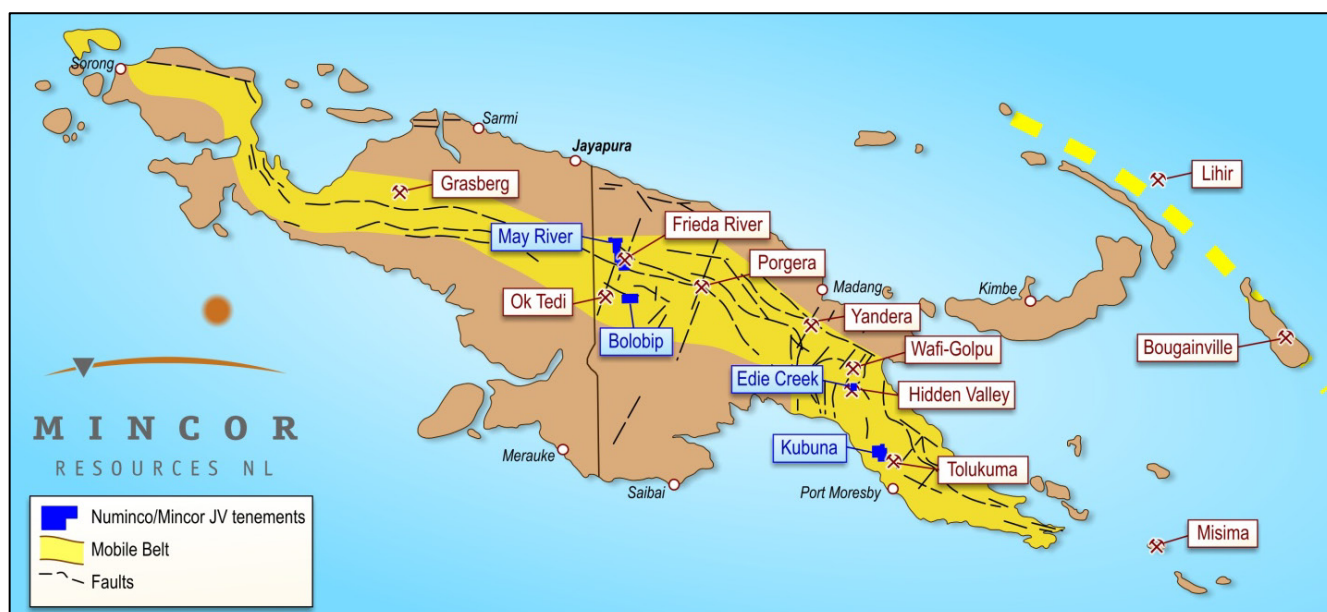 Sorong
Sarmi
Jayapura
Grasberg
Lihir
May River
Frieda River
Porgera
Madang
Kimbe
Ok Tedi
Yandera
Bolobip
Wafi-Golpu
Bougainville
Edie Creek
Hidden Valley
MINCOR
RESOURCES NL
Merauke
Kubuna
Tolukuma
Saibai
Port Moresby
Numinco/Mincor JV tenements
Mobile Belt
Misima
Faults